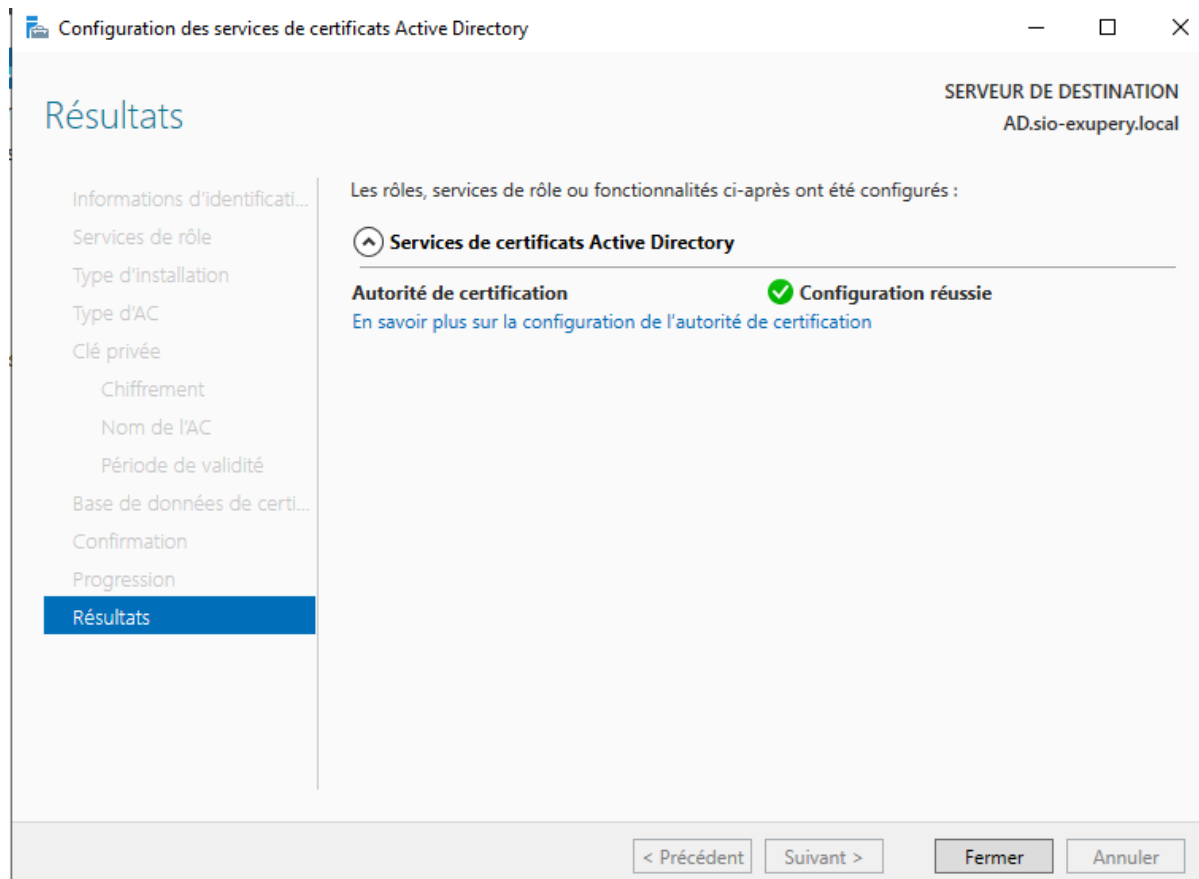 Configuration des services de certificats Active Directory
Résultats
SERVEUR DE DESTINATION
AD.sio-exupery.local
Informations d'identificati...
Services de rôle
Type d'installation
Type d'AC
Clé privée
Chiffrement
Nom de l'AC
Période de validité
Base de données de certi...
Confirmation
Progression
Résultats
Les rôles, services de rôle ou fonctionnalités ci-après ont été configurés :
Services de certificats Active Directory
Autorité de certification Configuration réussie
En savoir plus sur la configuration de l'autorité de certification
< Précédent Suivant > Fermer Annuler